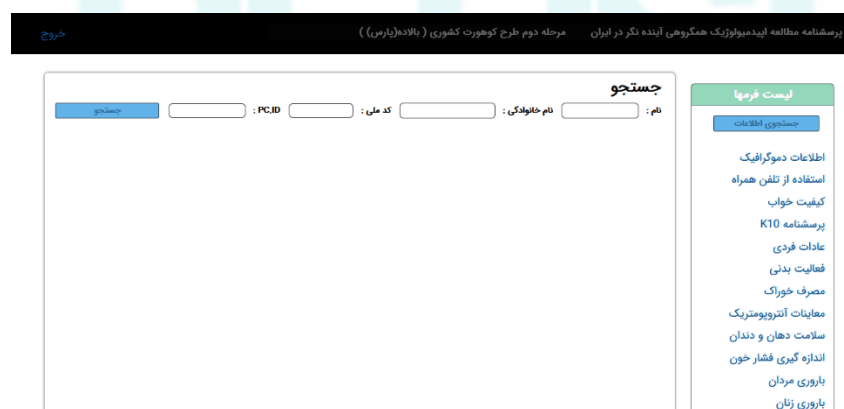 پرسشنامه مطالعه اپیدمیولوژیک همگروهی آینده نگر در ایران مرحله دوم طرح کوهورت کشوری ( بالاده(پارس) ) خروج
لیست فرمها
جستجوی اطلاعات
اطلاعات دموگرافیک
استفاده از تلفن همراه
کیفیت خواب
پرسشنامه K10
عادات فردی
فعالیت بدنی
مصرف خوراک
معاینات آنتروپومتریک
سلامت دهان و دندان
اندازه گیری فشار خون
باروری مردان
باروری زنان
جستجو
نام : نام خانوادگی : کد ملی : PC,ID : جستجو